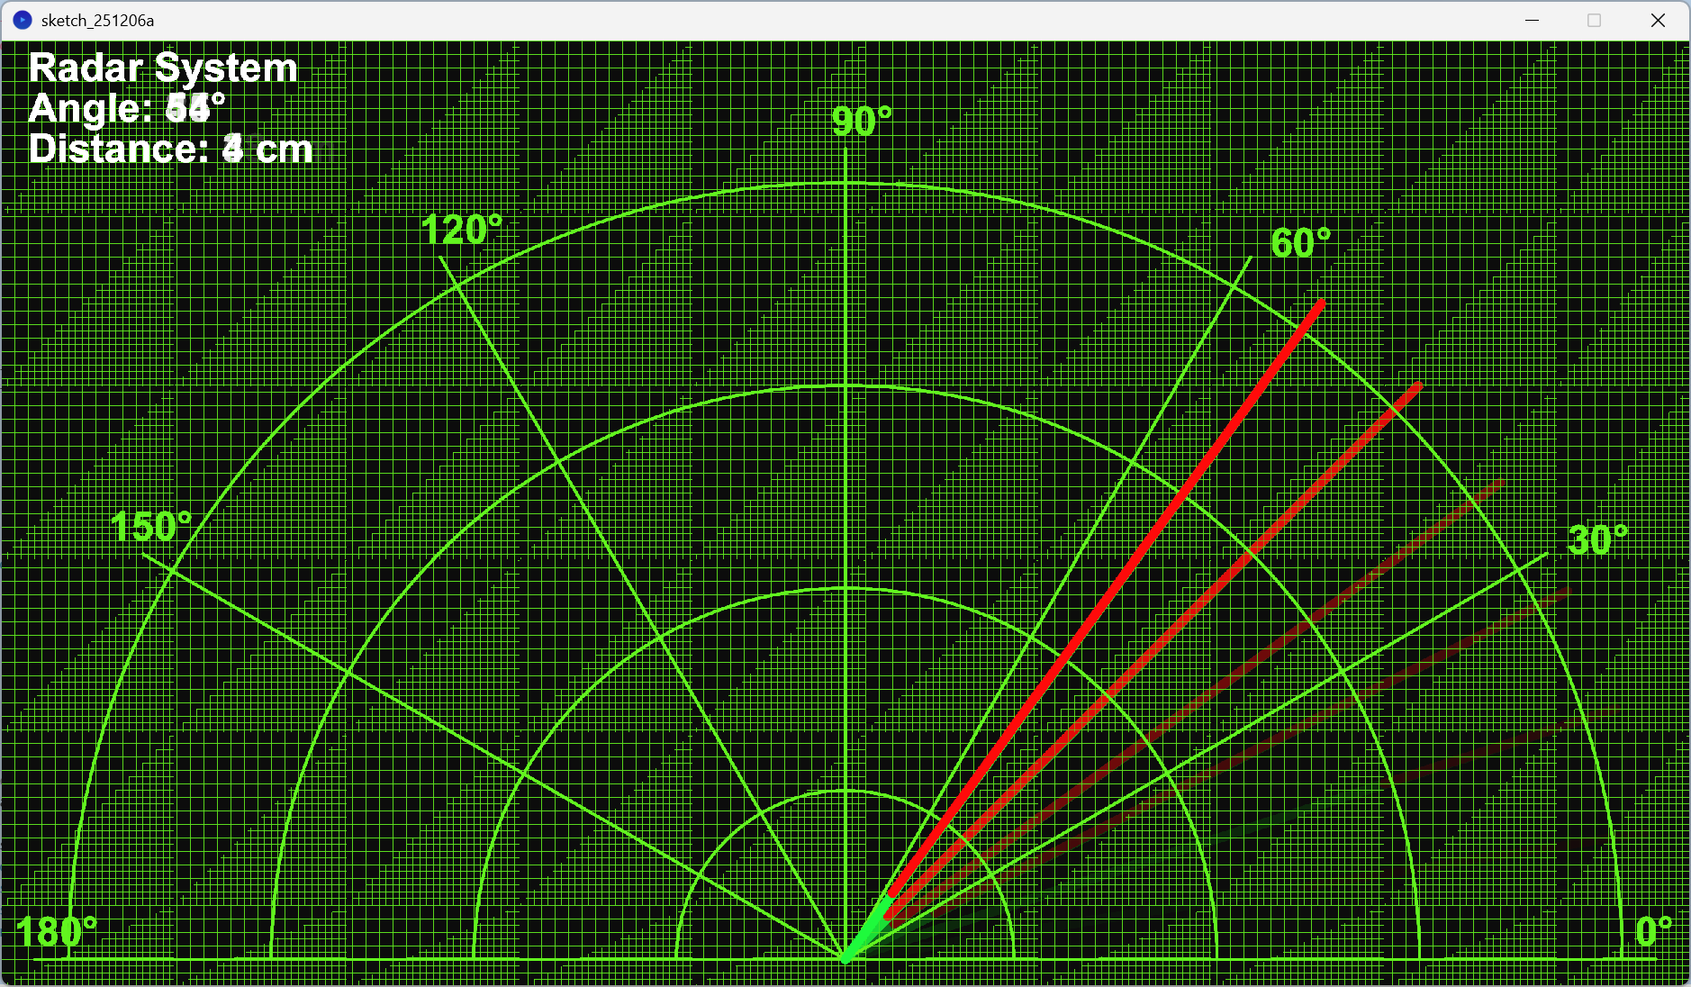 sketch_251206a
Radar System
Angle: °
Distance: cm
90°
120°
60°
150°
30°
180°
0°